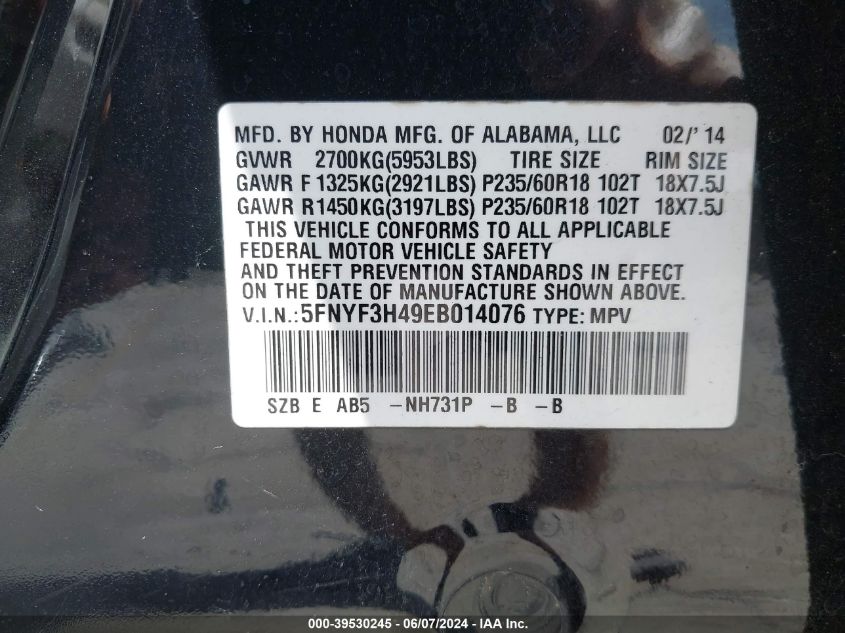 MFD. BY HONDA MFG. OF ALABAMA, LLC 02/'14
GVWR 2700KG(5953LBS) TIRE SIZE RIM SIZE
GAWR F 1325KG(2921LBS) P235/60R18 102T 18X7.5J
GAWR R1450KG(3197LBS) P235/60R18 102T 18X7.5J
THIS VEHICLE CONFORMS TO ALL APPLICABLE
FEDERAL MOTOR VEHICLE SAFETY
AND THEFT PREVENTION STANDARDS IN EFFECT
ON THE DATE OF MANUFACTURE SHOWN ABOVE.
V.I.N.:5FNYF3H49EB014076 TYPE: MPV
SZB E AB5 -NH731P -B -B
000-39530245 - 06/07/2024 - IAA Inc.